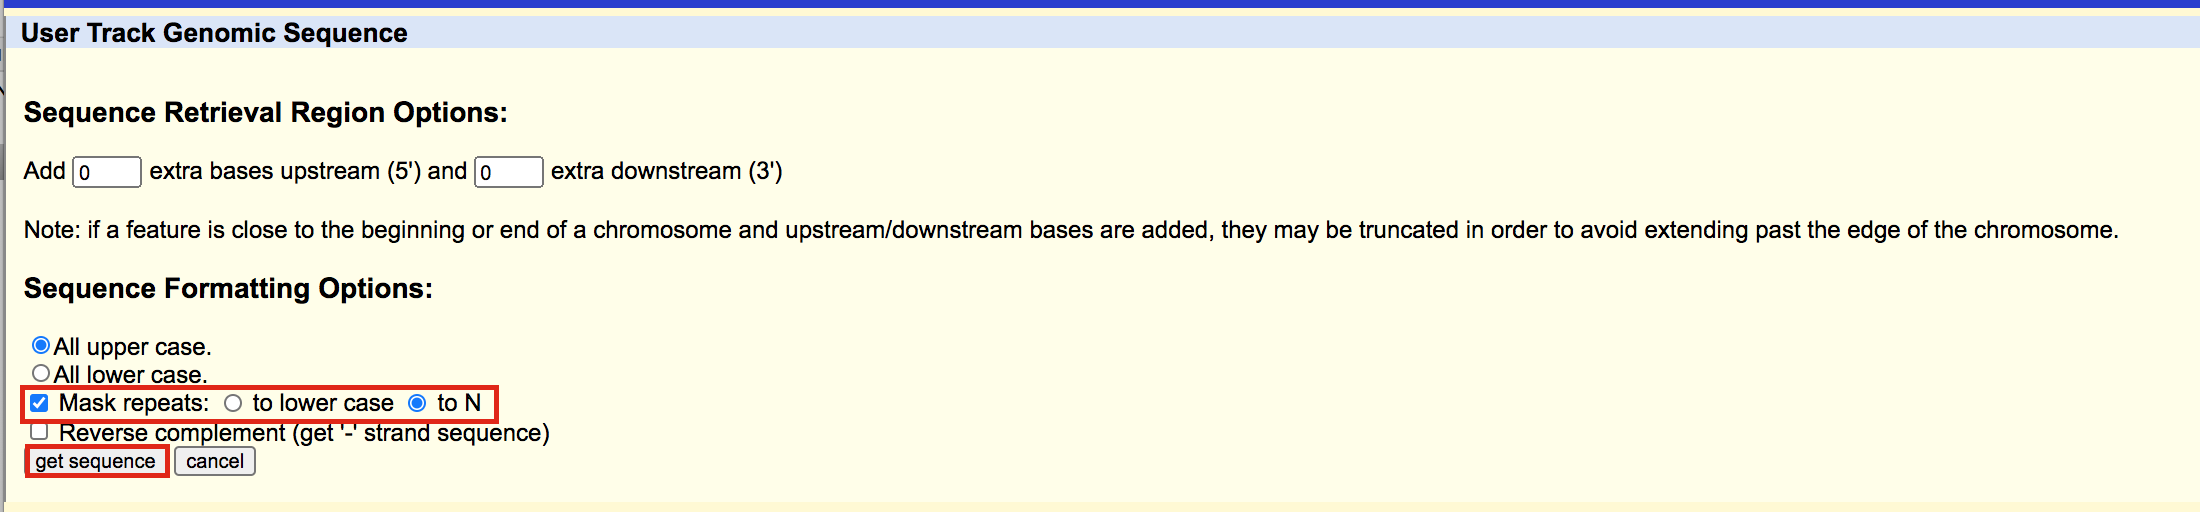 User Track Genomic Sequence
Sequence Retrieval Region Options:
Add 0 extra bases upstream (5') and 0 extra downstream (3')
Note: if a feature is close to the beginning or end of a chromosome and upstream/downstream bases are added, they may be truncated in order to avoid extending past the edge of the chromosome.
Sequence Formatting Options:
All upper case.
All lower case.
Mask repeats: to lower case to N
Reverse complement (get '-' strand sequence)
get sequence cancel